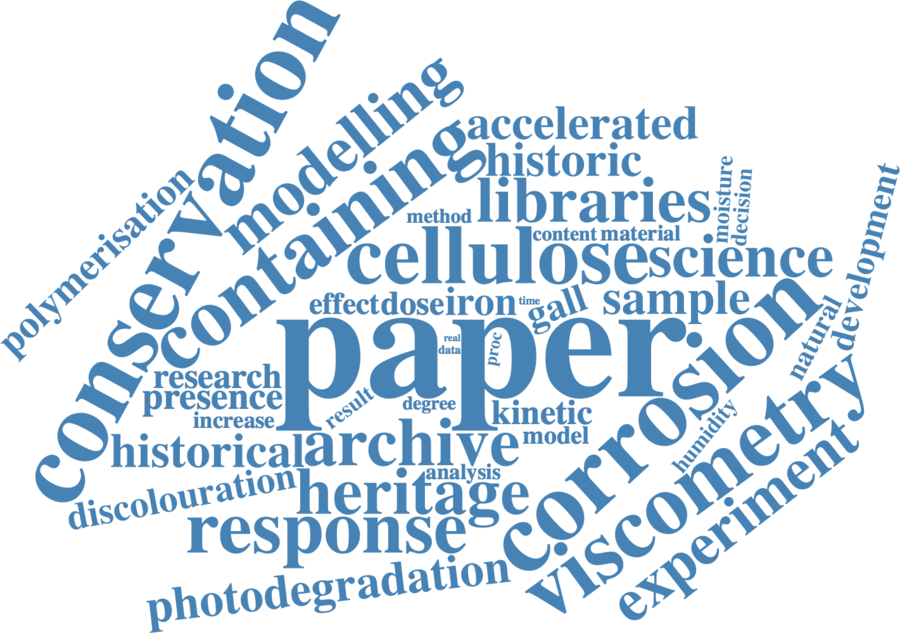 conservation
modelling
containing
polymerisation
accelerated
historic
libraries
moisture
decision
method
content material
cellulose science
development
effect dose iron time gall sample
paper
real
data
proc
natural
corrosion
research
presence
increase
result
degree
kinetic
model
humidity
viscometry
historical archive
analysis
experiment
discolouration
heritage
response
photodegradation